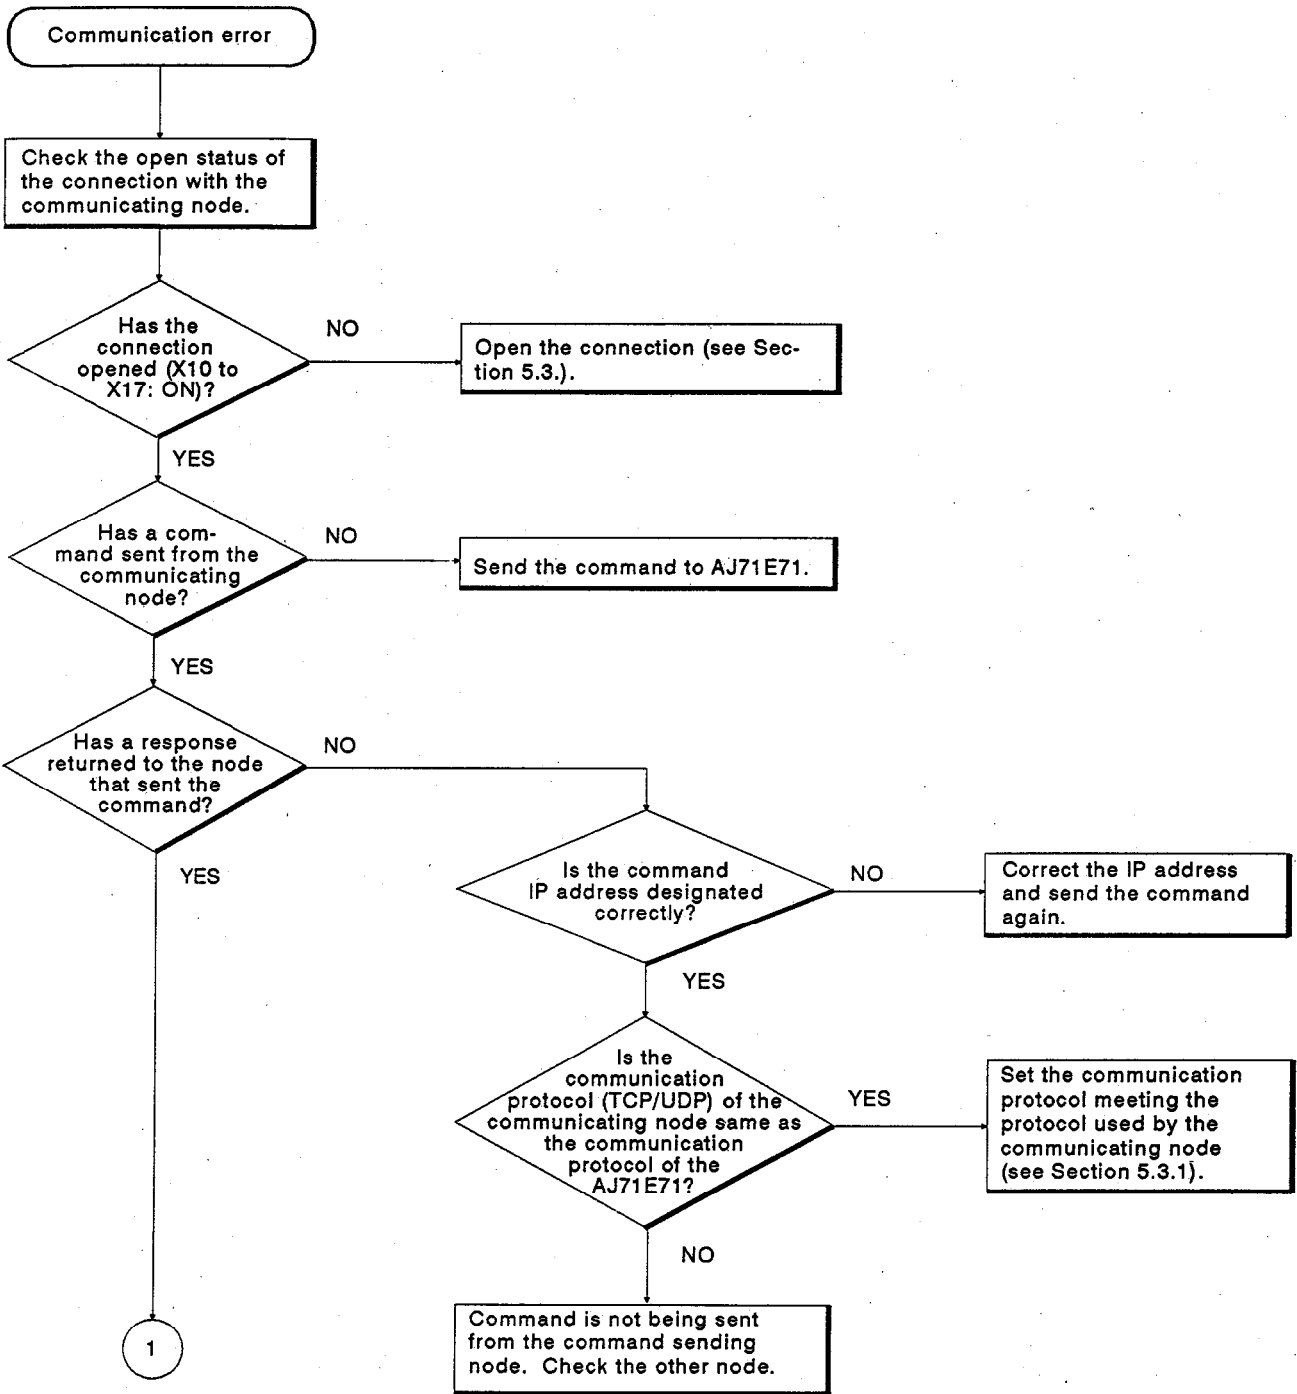 Communication error
Check the open status of
the connection with the
communicating node.
Has the
connection
opened (X10 to
X17: ON)?
NO
Open the connection (see Sec-
tion 5.3.).
YES
Has a com-
mand sent from the
communicating
node?
NO
Send the command to AJ71E71.
YES
Has a response
returned to the node
that sent the
command?
NO
YES
Is the command
IP address designated
correctly?
NO
Correct the IP address
and send the command
again.
YES
Is the
communication
protocol (TCP/UDP) of the
communicating node same as
the communication
protocol of the
AJ71E71?
YES
Set the communication
protocol meeting the
protocol used by the
communicating node
(see Section 5.3.1).
NO
Command is not being sent
from the command sending
node. Check the other node.
1